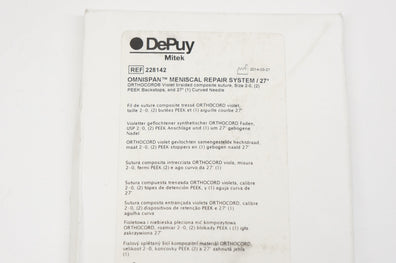 DePuy
Mitek
REF 228142
2014-03-21
OMNISPAN™ MENISCAL REPAIR SYSTEM / 27°
ORTHOCORD® Violet braided composite suture, Size 2-0, (2)
PEEK Backstops, and 27° (1) Curved Needle
Fil de suture composite tressé ORTHOCORD violet,
taille 2-0, (2) butées PEEK et (1) aiguille courbe 27°
Violetter geflochtener synthetischer ORTHOCORD Faden,
USP 2-0, (2) PEEK Anschläge und (1) um 27° gebogene
Nadel
ORTHOCORD violet gevlochten samengestelde hechtdraad
maat 2-0, (2) PEEK stoppers en (1) gebogen naald 27°
Sutura composita intrecciata ORTHOCORD viola, misura
2-0, fermi PEEK (2) e ago curvo da 27° (1)
Sutura compuesta trenzada ORTHOCORD violeta, calibre
2-0, (2) topes de detención PEEK, y (1) aguja curva de
27°
Sutura composta entrançada violeta ORTHOCORD, calibre
2-0, (2) dispositivos de retenção PEEK e 27° (1)
agulha curva
Fioletowa i niebieska pleciona nić kompozytowa
ORTHOCORD, rozmiar 2-0, (2) blokady PEEK i (1) igła
zakrzywiona 27°
Fialový splétaný šicí kompozitní materiál ORTHOCORD,
velikost 2-0, koncovky PEEK (2) a 27° zahnutá jehla
(1)